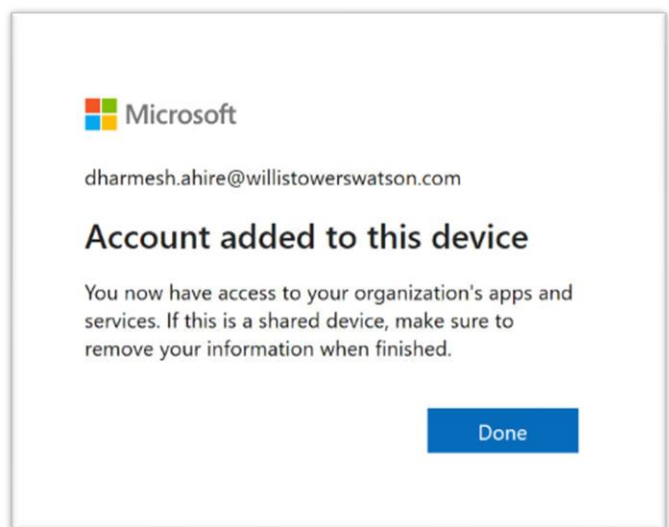 Microsoft
dharmesh.ahire@willistowerswatson.com
Account added to this device
You now have access to your organization's apps and
services. If this is a shared device, make sure to
remove your information when finished.
Done